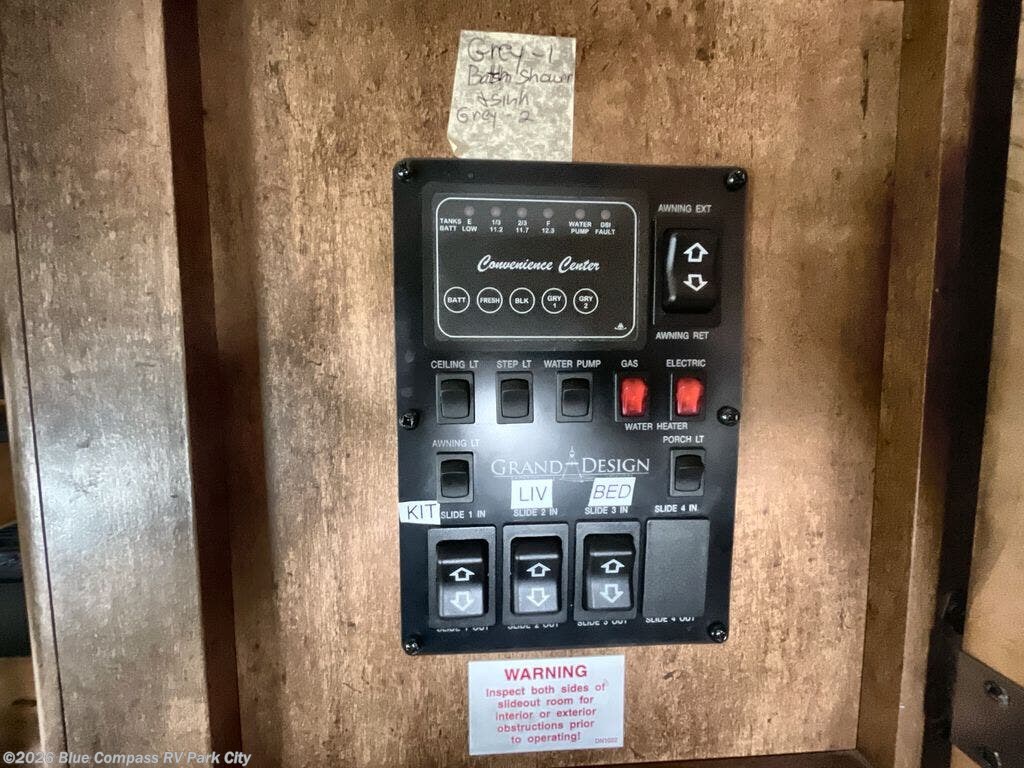 Grey - 1
Bath Shower
& Sink
Grey - 2
AWNING EXT
TANKS E 1/3 2/3 F WATER DSI
BATT LOW 11.2 11.7 12.3 PUMP FAULT
Convenience Center
BATT FRESH BLK GRY 1 GRY 2
AWNING RET
CEILING LT STEP LT WATER PUMP GAS ELECTRIC
WATER HEATER
AWNING LT PORCH LT
GRAND DESIGN
KIT LIV BED
SLIDE 1 IN SLIDE 2 IN SLIDE 3 IN SLIDE 4 IN
SLIDE 1 OUT SLIDE 2 OUT SLIDE 3 OUT SLIDE 4 OUT
WARNING
Inspect both sides of
slideout room for
interior or exterior
obstructions prior
to operating!
©2026 Blue Compass RV Park City